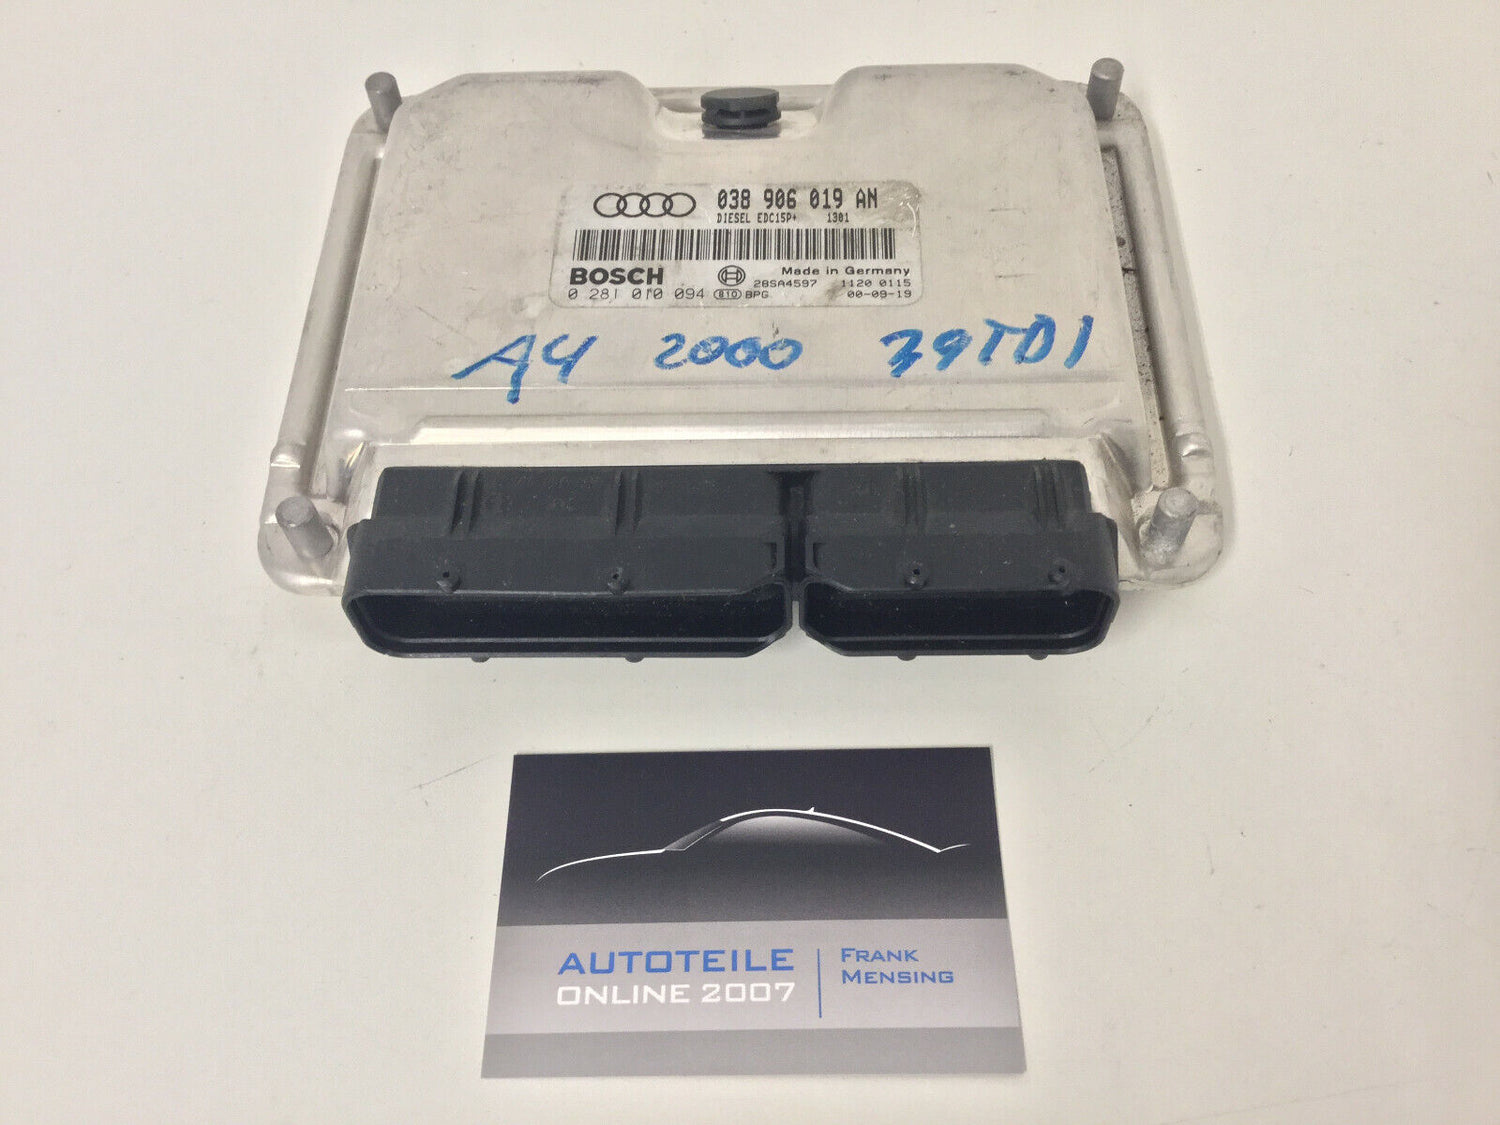 038 906 019 AN
DIESEL EDC15P+ 1301
BOSCH Made in Germany
28SA4597 1120 0115
0 281 010 094 810 BPG 00-09-19
A4 2000 39TDI
AUTOTEILE
ONLINE 2007
FRANK
MENSING